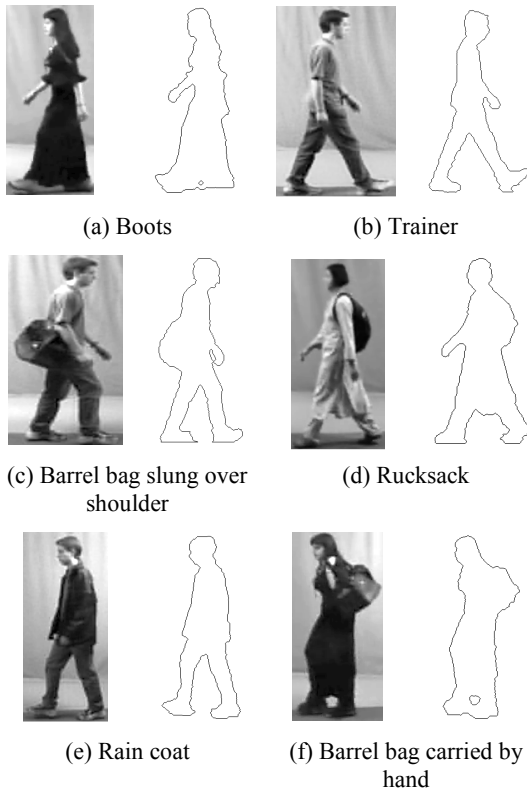 (a) Boots
(b) Trainer
(c) Barrel bag slung over
shoulder
(d) Rucksack
(e) Rain coat
(f) Barrel bag carried by
hand